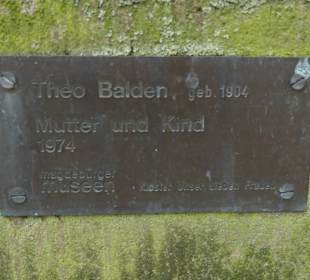 Theo Balden, geb. 1904
Mutter und Kind
1974
magdeburger
museen Kloster Unser Lieben Frauen